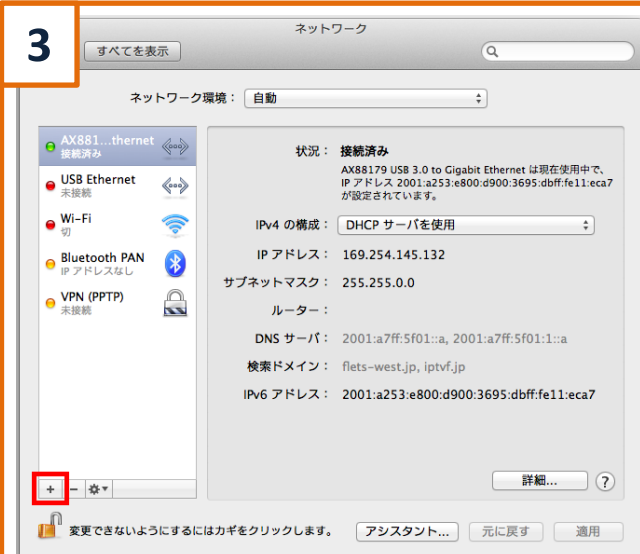 3
ネットワーク
すべてを表示
ネットワーク環境： 自動
AX881...thernet
接続済み
USB Ethernet
未接続
Wi-Fi
切
Bluetooth PAN
IP アドレスなし
VPN (PPTP)
未接続
状況： 接続済み
AX88179 USB 3.0 to Gigabit Ethernet は現在使用中で、
IP アドレス 2001:a253:e800:d900:3695:dbff:fe11:eca7
が設定されています。
IPv4 の構成： DHCP サーバを使用
IP アドレス： 169.254.145.132
サブネットマスク： 255.255.0.0
ルーター：
DNS サーバ： 2001:a7ff:5f01::a, 2001:a7ff:5f01:1::a
検索ドメイン： flets-west.jp, iptvf.jp
IPv6 アドレス： 2001:a253:e800:d900:3695:dbff:fe11:eca7
+ −
詳細... ?
変更できないようにするにはカギをクリックします。 アシスタント... 元に戻す 適用